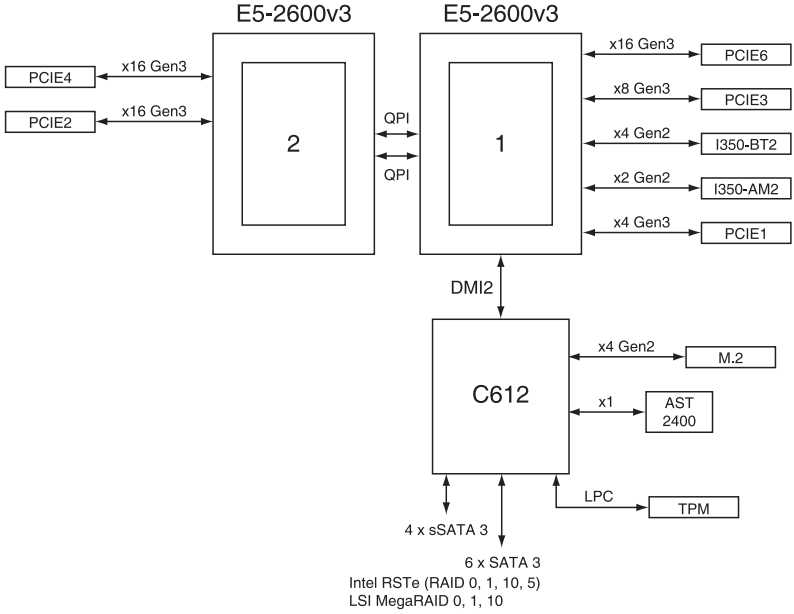 E5-2600v3
E5-2600v3
x16 Gen3
PCIE4
x16 Gen3
PCIE2
2
QPI
QPI
1
x16 Gen3
PCIE6
x8 Gen3
PCIE3
x4 Gen2
I350-BT2
x2 Gen2
I350-AM2
x4 Gen3
PCIE1
DMI2
C612
x4 Gen2
M.2
x1
AST
2400
LPC
TPM
4 x sSATA 3
6 x SATA 3
Intel RSTe (RAID 0, 1, 10, 5)
LSI MegaRAID 0, 1, 10